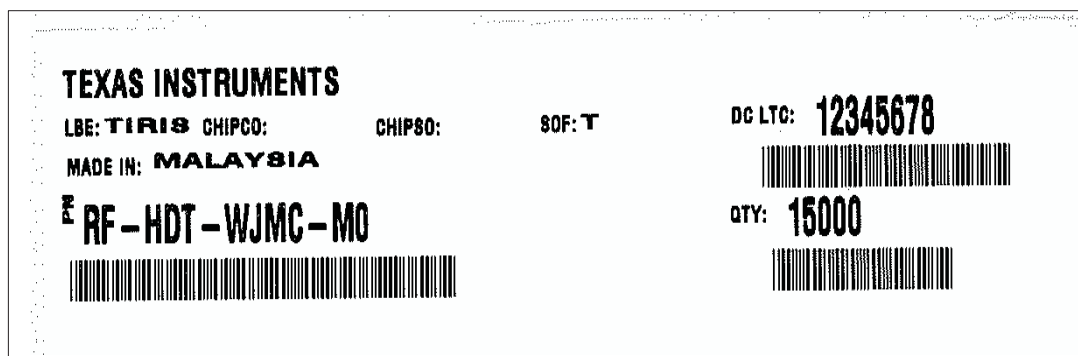 TEXAS INSTRUMENTS
LBE: TIRIS CHIPCO: CHIPSO: SOF: T
MADE IN: MALAYSIA
PN RF-HDT-WJMC-M0
DC LTC: 12345678
QTY: 15000